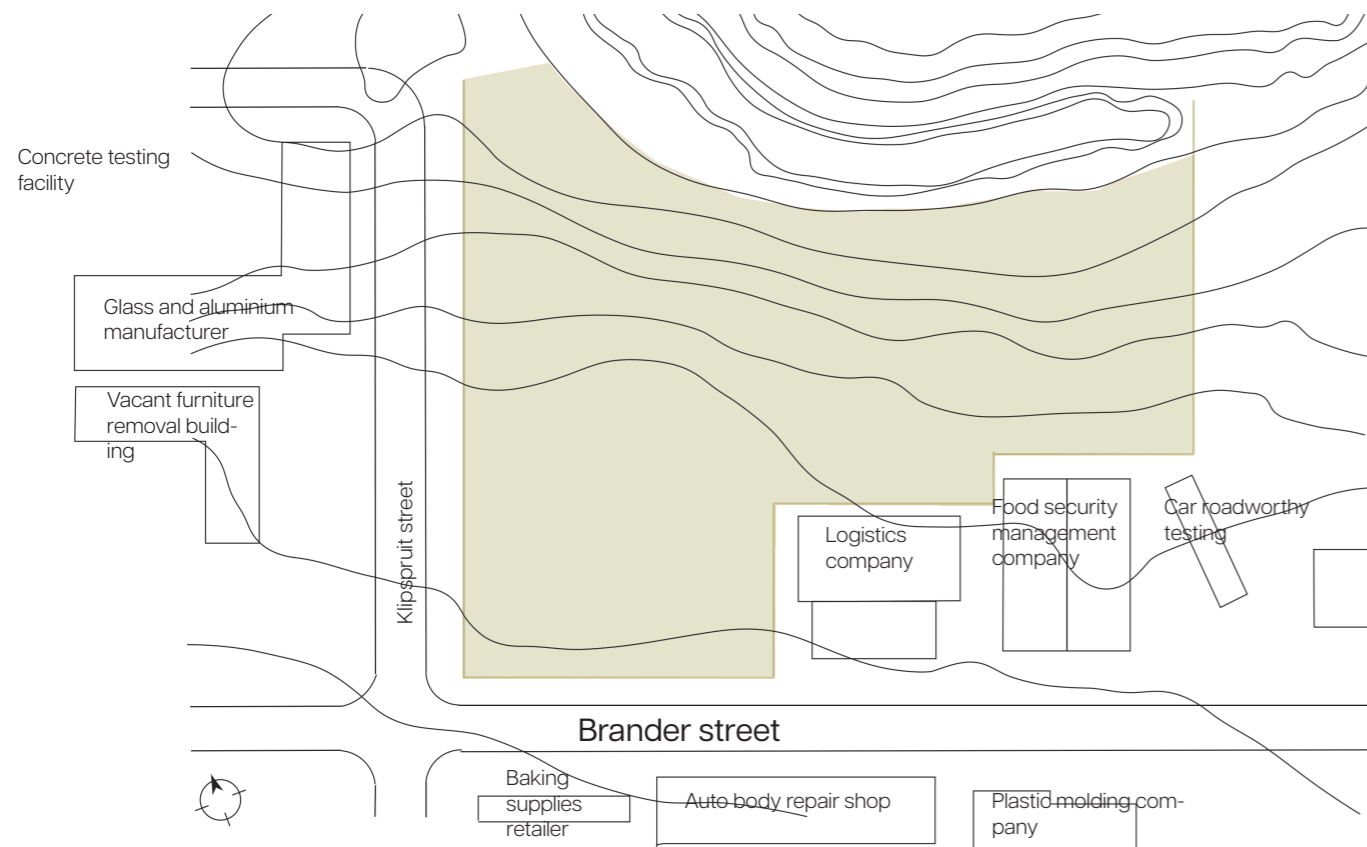 Concrete testing
facility
Glass and aluminium
manufacturer
Vacant furniture
removal build-
ing
Klipspruit street
Food security
management
company
Car roadworthy
testing
Logistics
company
Brander street
Baking
supplies
retailer
Auto body repair shop
Plastic molding com-
pany